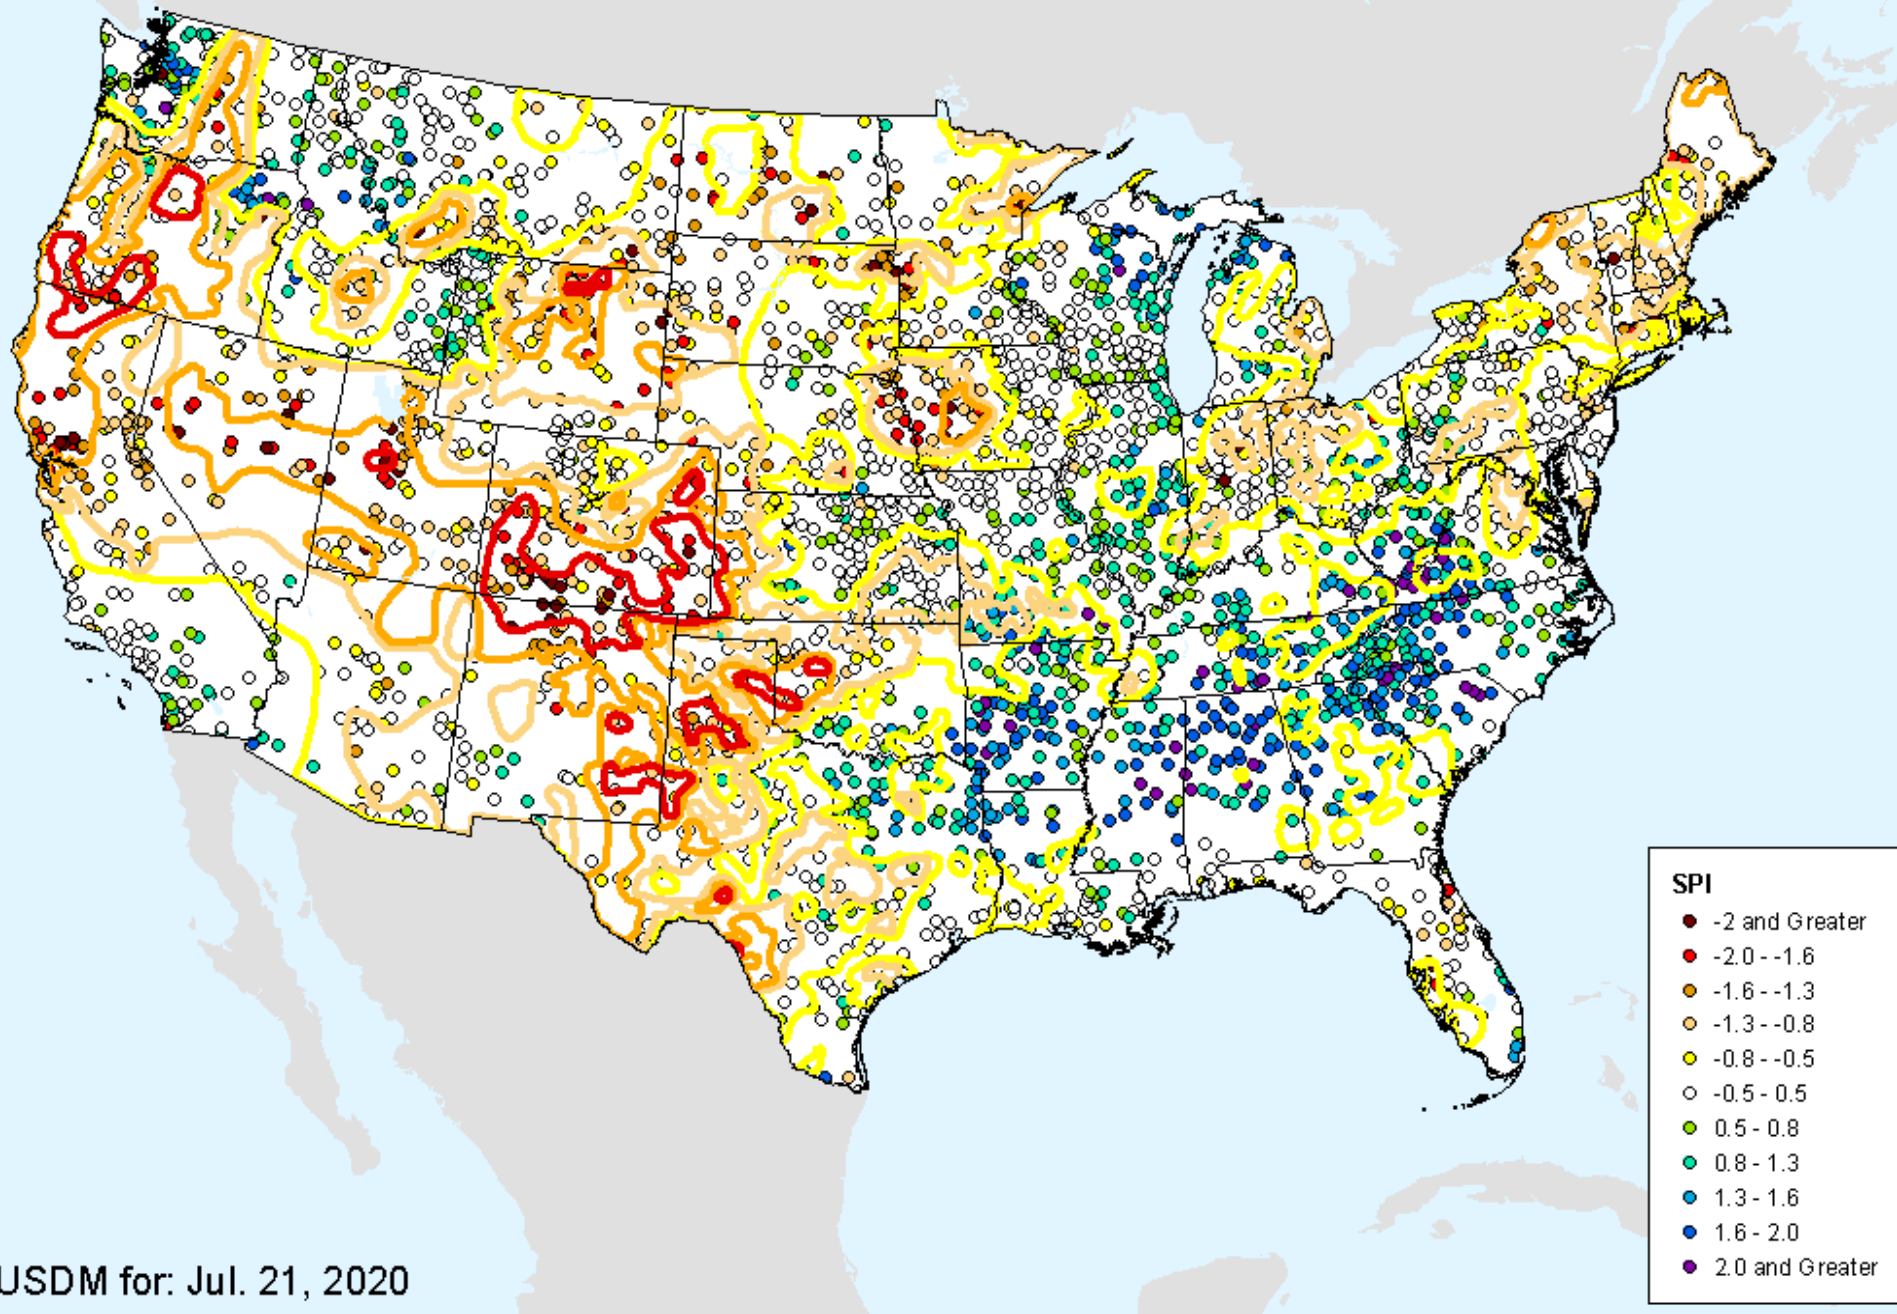 SPI
-2 and Greater
-2.0 - -1.6
-1.6 - -1.3
-1.3 - -0.8
-0.8 - -0.5
-0.5 - 0.5
0.5 - 0.8
0.8 - 1.3
1.3 - 1.6
1.6 - 2.0
2.0 and Greater
USDM for: Jul. 21, 2020